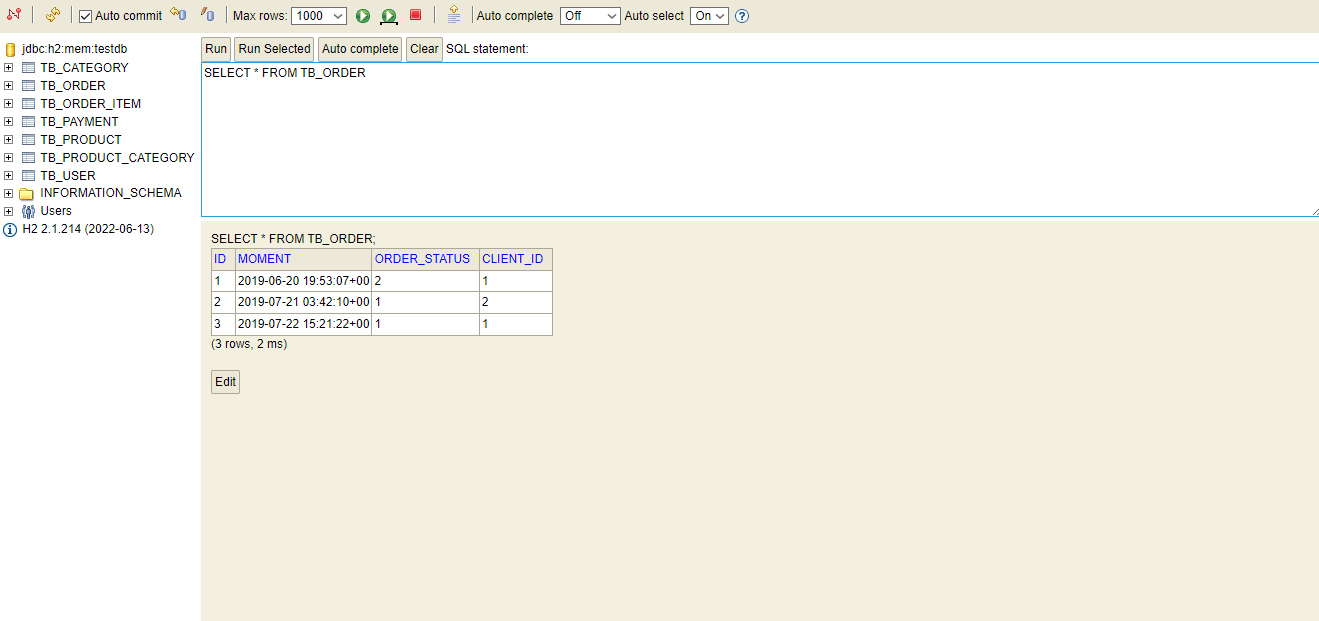 Auto commit Max rows: 1000 Auto complete Off Auto select On ?
jdbc:h2:mem:testdb
TB_CATEGORY
TB_ORDER
TB_ORDER_ITEM
TB_PAYMENT
TB_PRODUCT
TB_PRODUCT_CATEGORY
TB_USER
INFORMATION_SCHEMA
Users
H2 2.1.214 (2022-06-13)
Run Run Selected Auto complete Clear SQL statement:
SELECT * FROM TB_ORDER
SELECT * FROM TB_ORDER;
ID MOMENT ORDER_STATUS CLIENT_ID
1 2019-06-20 19:53:07+00 2 1
2 2019-07-21 03:42:10+00 1 2
3 2019-07-22 15:21:22+00 1 1
(3 rows, 2 ms)
Edit